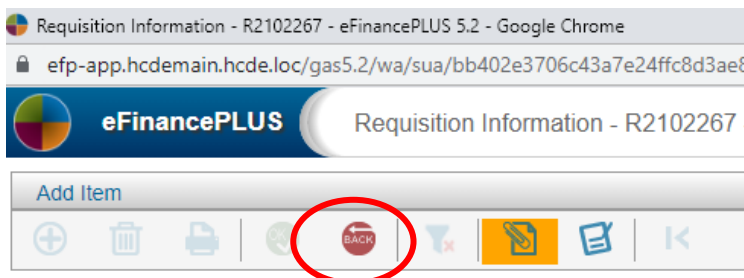 Requisition Information - R2102267 - eFinancePLUS 5.2 - Google Chrome
efp-app.hcdemain.hcde.loc/gas5.2/wa/sua/bb402e3706c43a7e24ffc8d3ae8
eFinancePLUS Requisition Information - R2102267
Add Item
BACK